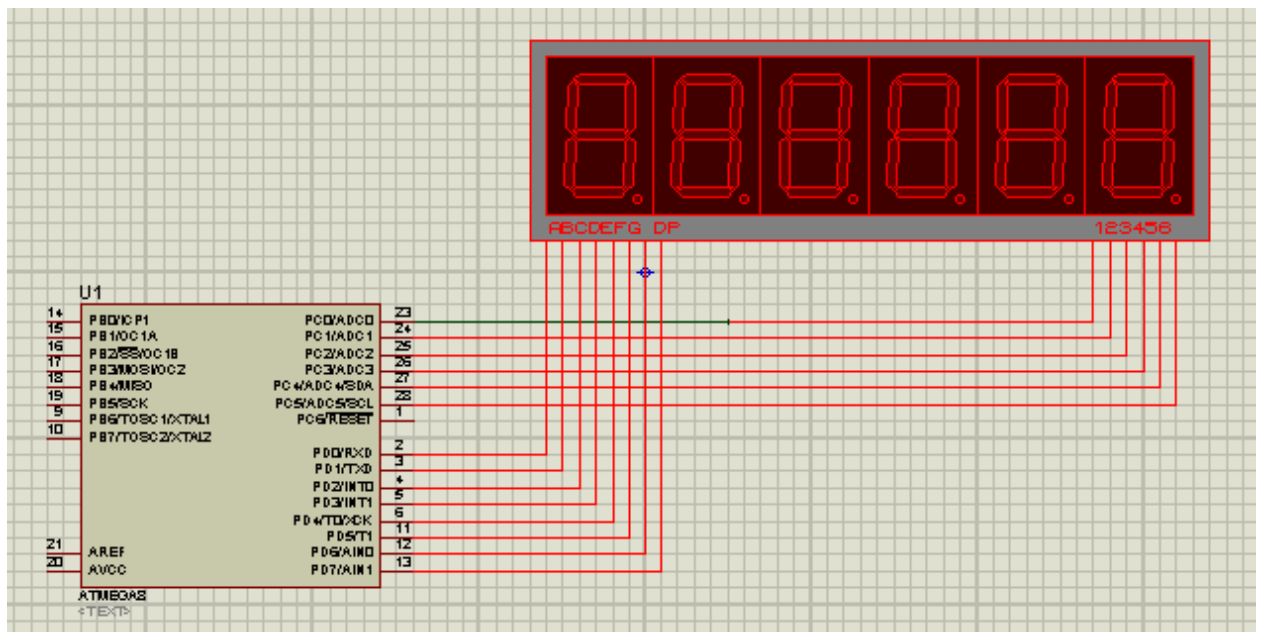 ABCDEFG DP 123456
U1
14 PB0/ICP1 PC0/ADC0 23
15 PB1/OC1A PC1/ADC1 24
16 PB2/SS/OC1B PC2/ADC2 25
17 PB3/MOSI/OC2 PC3/ADC3 26
18 PB4/MISO PC4/ADC4/SDA 27
19 PB5/SCK PC5/ADC5/SCL 28
9 PB6/TOSC1/XTAL1 PC6/RESET 1
10 PB7/TOSC2/XTAL2
PD0/RXD 2
PD1/TXD 3
PD2/INT0 4
PD3/INT1 5
PD4/T0/XCK 6
PD5/T1 11
21 AREF PD6/AIN0 12
20 AVCC PD7/AIN1 13
ATMEGA8
<TEXT>